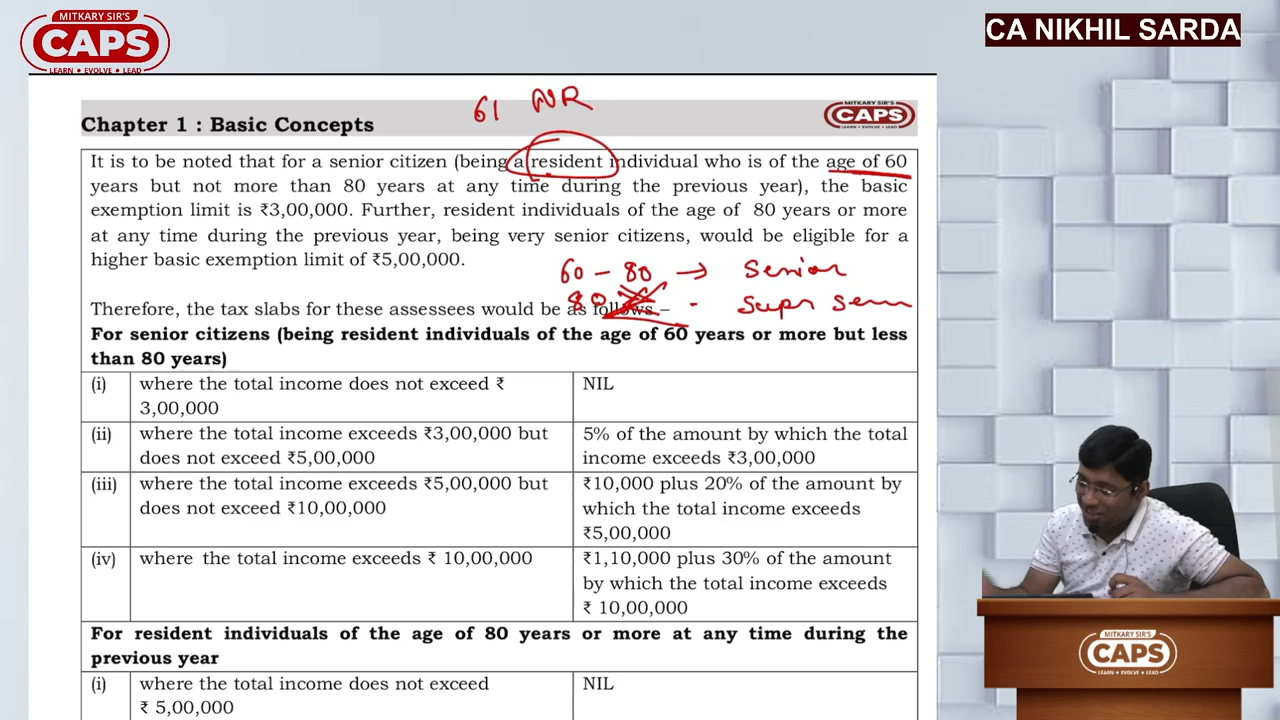 MITKARY SIR'S
CAPS
LEARN • EVOLVE • LEAD
CA NIKHIL SARDA
61 NR
Chapter 1 : Basic Concepts
MITKARY SIR'S
CAPS
LEARN • EVOLVE • LEAD
It is to be noted that for a senior citizen (being a resident individual who is of the age of 60
years but not more than 80 years at any time during the previous year), the basic
exemption limit is ₹3,00,000. Further, resident individuals of the age of 80 years or more
at any time during the previous year, being very senior citizens, would be eligible for a
higher basic exemption limit of ₹5,00,000.
60 – 80 → Senior
80
Therefore, the tax slabs for these assessees would be as follows –
For senior citizens (being resident individuals of the age of 60 years or more but less
than 80 years)
(i) where the total income does not exceed ₹ NIL
3,00,000
(ii) where the total income exceeds ₹3,00,000 but 5% of the amount by which the total
does not exceed ₹5,00,000 income exceeds ₹3,00,000
(iii) where the total income exceeds ₹5,00,000 but ₹10,000 plus 20% of the amount by
does not exceed ₹10,00,000 which the total income exceeds
₹5,00,000
(iv) where the total income exceeds ₹ 10,00,000 ₹1,10,000 plus 30% of the amount
by which the total income exceeds
₹ 10,00,000
For resident individuals of the age of 80 years or more at any time during the
previous year
(i) where the total income does not exceed NIL
₹ 5,00,000
MITKARY SIR'S
CAPS
LEARN • EVOLVE • LEAD